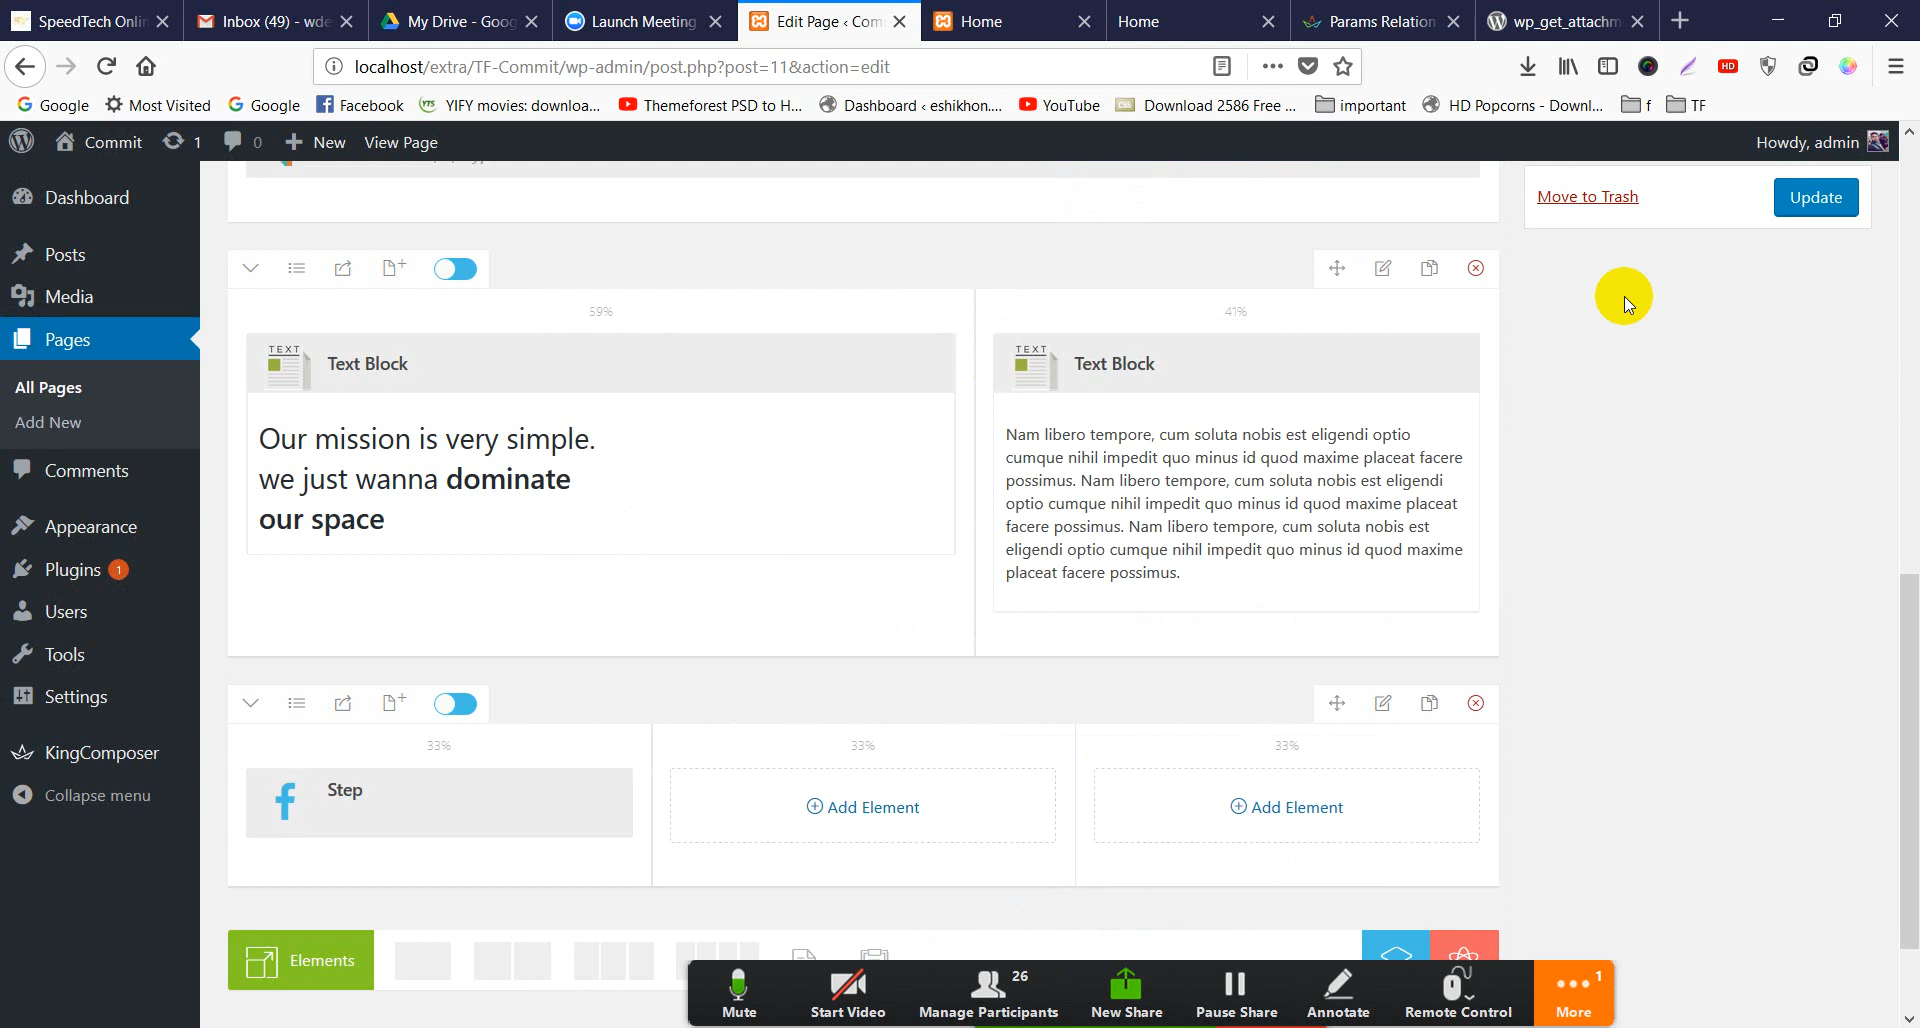 SpeedTech Onlin
Inbox (49) - wde
My Drive - Goog
Launch Meeting
Edit Page ‹ Com
Home
Home
Params Relation
wp_get_attachm
localhost/extra/TF-Commit/wp-admin/post.php?post=11&action=edit
HD
Google
Most Visited
Google
Facebook
YTS
YIFY movies: downloa...
Themeforest PSD to H...
Dashboard ‹ eshikhon....
YouTube
CSS
Download 2586 Free ...
important
HD Popcorns - Downl...
f
TF
Commit
1
0
New
View Page
Howdy, admin
Dashboard
Posts
Media
Pages
All Pages
Add New
Comments
Appearance
Plugins 1
Users
Tools
Settings
KingComposer
Collapse menu
Move to Trash
Update
59%
41%
TEXT
Text Block
TEXT
Text Block
Our mission is very simple.
we just wanna dominate
our space
Nam libero tempore, cum soluta nobis est eligendi optio
cumque nihil impedit quo minus id quod maxime placeat facere
possimus. Nam libero tempore, cum soluta nobis est eligendi
optio cumque nihil impedit quo minus id quod maxime placeat
facere possimus. Nam libero tempore, cum soluta nobis est
eligendi optio cumque nihil impedit quo minus id quod maxime
placeat facere possimus.
33%
33%
33%
Step
Add Element
Add Element
Elements
Mute
Start Video
26
Manage Participants
New Share
Pause Share
Annotate
Remote Control
1
More